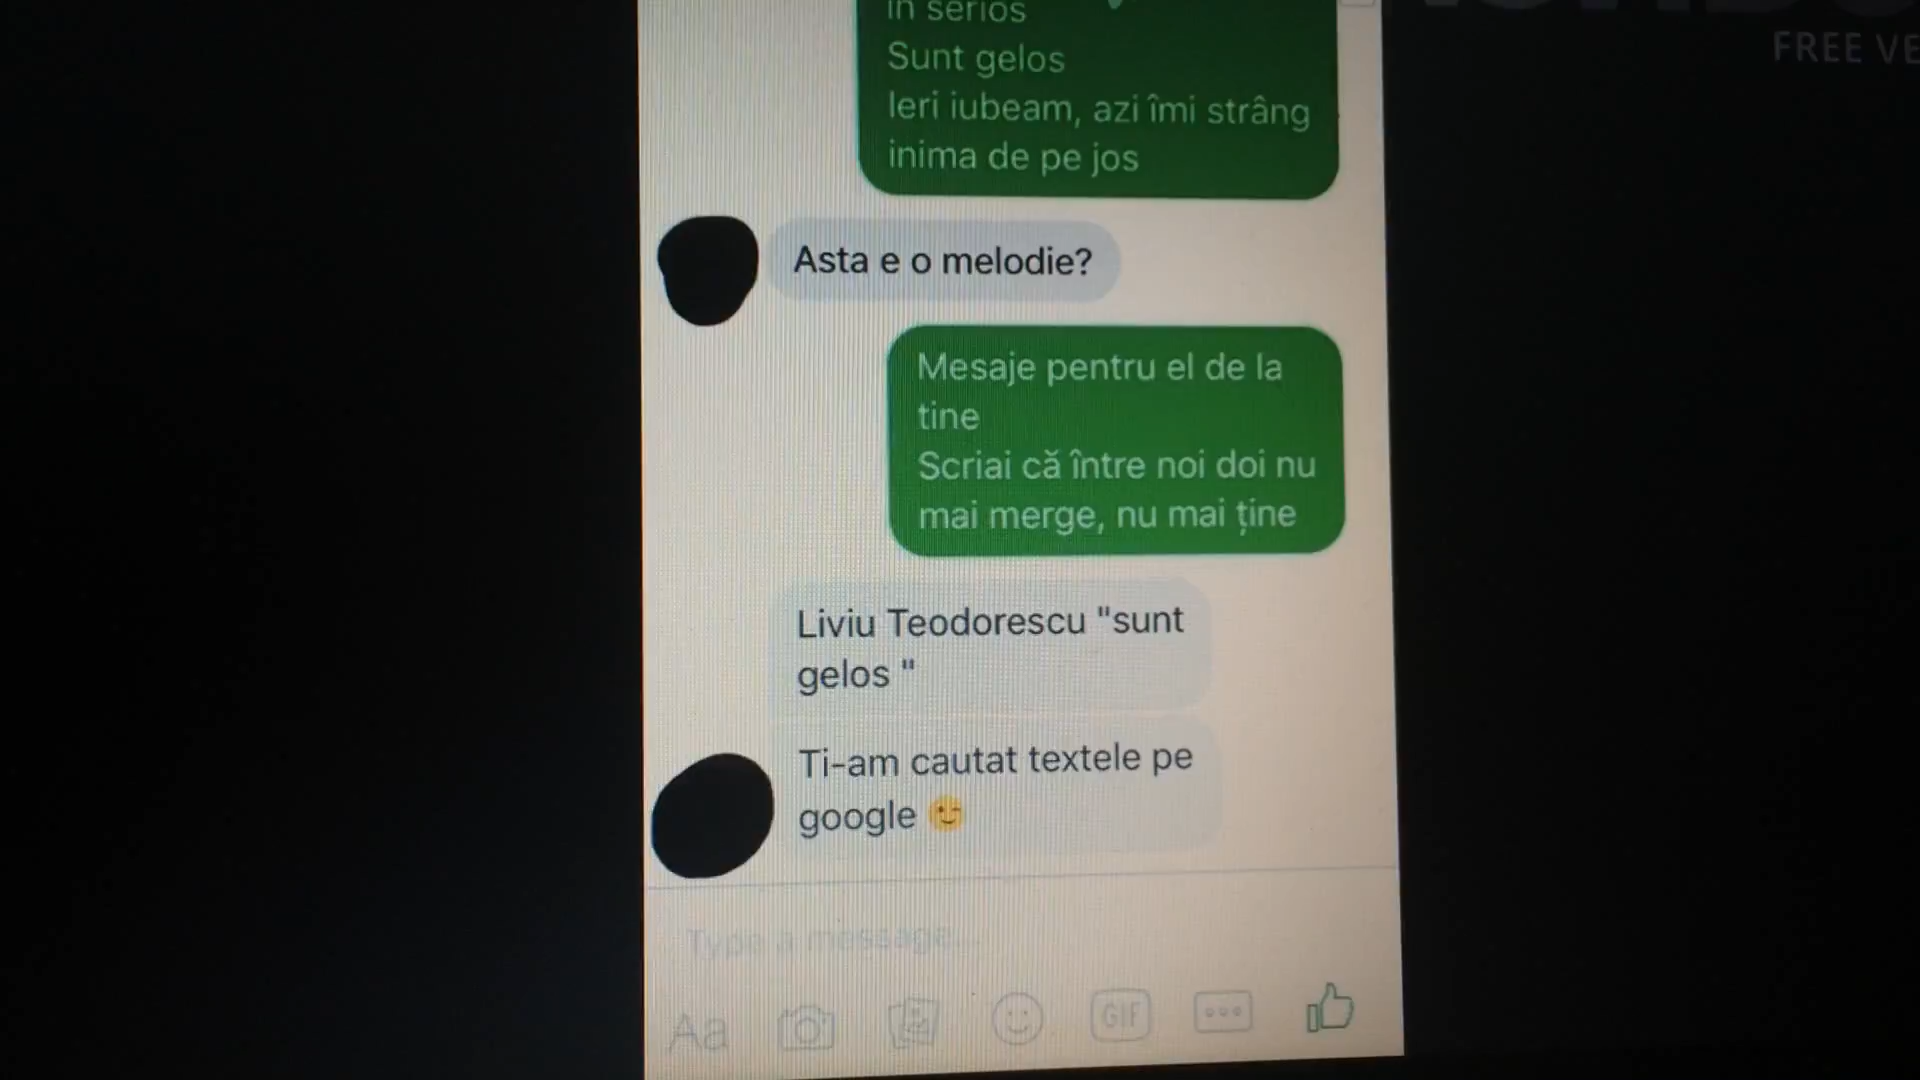 în serios
Sunt gelos
Ieri iubeam, azi îmi strâng
inima de pe jos
Asta e o melodie?
Mesaje pentru el de la
tine
Scriai că între noi doi nu
mai merge, nu mai ține
Liviu Teodorescu "sunt
gelos "
Ti-am cautat textele pe
google
Type a message...
Aa
GIF
FREE